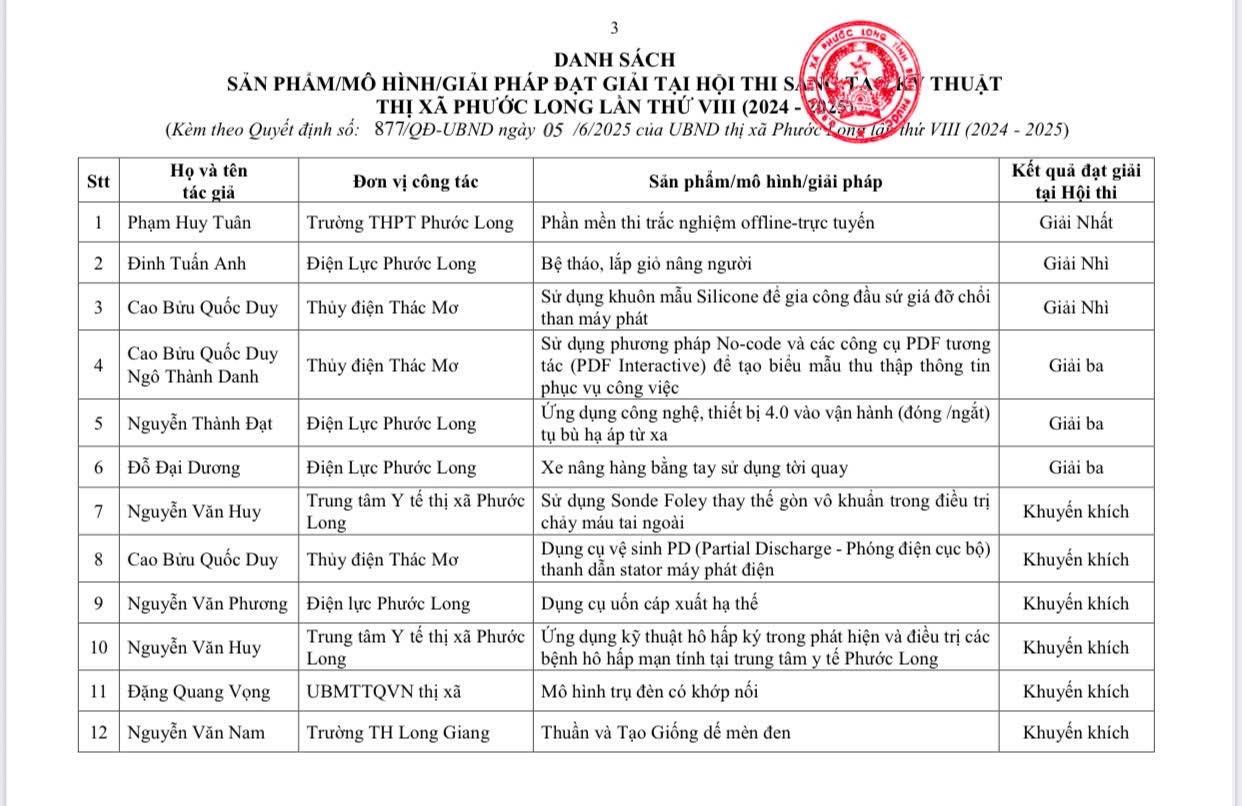 3
DANH SÁCH
SẢN PHẨM/MÔ HÌNH/GIẢI PHÁP ĐẠT GIẢI TẠI HỘI THI SÁNG TẠO KỸ THUẬT
THỊ XÃ PHƯỚC LONG LẦN THỨ VIII (2024 - 2025)
(Kèm theo Quyết định số: 877/QĐ-UBND ngày 05 /6/2025 của UBND thị xã Phước Long lần thứ VIII (2024 - 2025)
Stt
Họ và tên
tác giả
Đơn vị công tác
Sản phẩm/mô hình/giải pháp
Kết quả đạt giải
tại Hội thi
1 Phạm Huy Tuân Trường THPT Phước Long Phần mền thi trắc nghiệm offline-trực tuyến Giải Nhất
2 Đinh Tuấn Anh Điện Lực Phước Long Bệ tháo, lắp giỏ nâng người Giải Nhì
3 Cao Bửu Quốc Duy Thủy điện Thác Mơ
Sử dụng khuôn mẫu Silicone để gia công đầu sứ giá đỡ chổi
than máy phát
Giải Nhì
4
Cao Bửu Quốc Duy
Ngô Thành Danh
Thủy điện Thác Mơ
Sử dụng phương pháp No-code và các công cụ PDF tương
tác (PDF Interactive) để tạo biểu mẫu thu thập thông tin
phục vụ công việc
Giải ba
5 Nguyễn Thành Đạt Điện Lực Phước Long
Ứng dụng công nghệ, thiết bị 4.0 vào vận hành (đóng /ngắt)
tụ bù hạ áp từ xa
Giải ba
6 Đỗ Đại Dương Điện Lực Phước Long Xe nâng hàng bằng tay sử dụng tời quay Giải ba
7 Nguyễn Văn Huy
Trung tâm Y tế thị xã Phước
Long
Sử dụng Sonde Foley thay thế gòn vô khuẩn trong điều trị
chảy máu tai ngoài
Khuyến khích
8 Cao Bửu Quốc Duy Thủy điện Thác Mơ
Dụng cụ vệ sinh PD (Partial Discharge - Phóng điện cục bộ)
thanh dẫn stator máy phát điện
Khuyến khích
9 Nguyễn Văn Phương Điện lực Phước Long Dụng cụ uốn cáp xuất hạ thế Khuyến khích
10 Nguyễn Văn Huy
Trung tâm Y tế thị xã Phước
Long
Ứng dụng kỹ thuật hô hấp ký trong phát hiện và điều trị các
bệnh hô hấp mạn tính tại trung tâm y tế Phước Long
Khuyến khích
11 Đặng Quang Vọng UBMTTQVN thị xã Mô hình trụ đèn có khớp nối Khuyến khích
12 Nguyễn Văn Nam Trường TH Long Giang Thuần và Tạo Giống dế mèn đen Khuyến khích